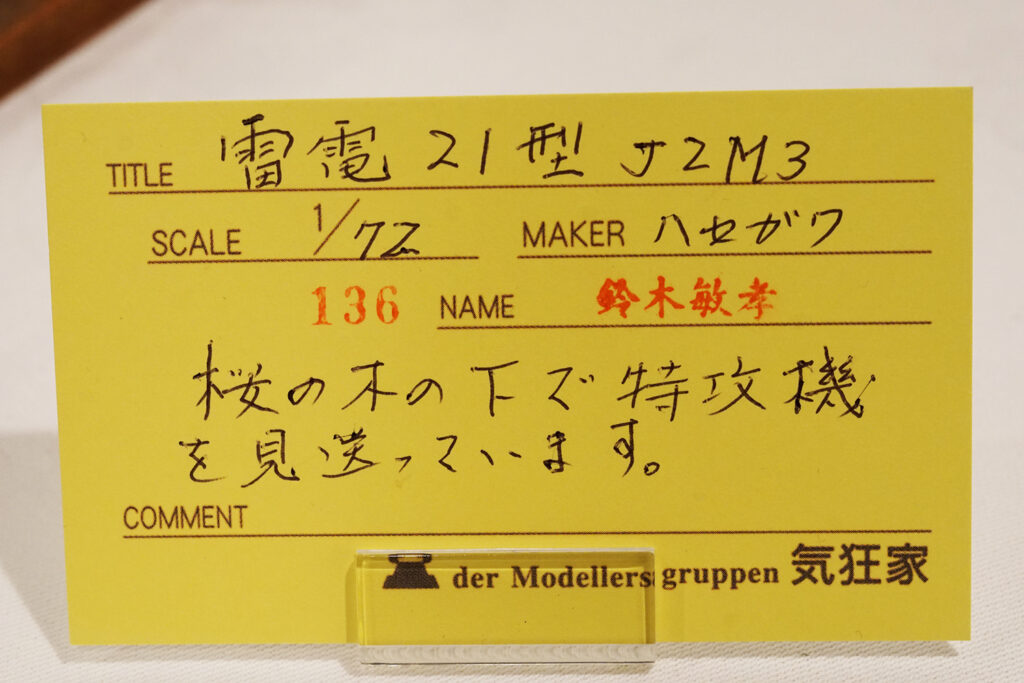 TITLE 雷電 21型 J2M3
SCALE 1/72 MAKER ハセガワ
136 NAME 鈴木敏孝
桜の木の下で特攻機
を見送っています。
COMMENT
der Modellers gruppen 気狂家